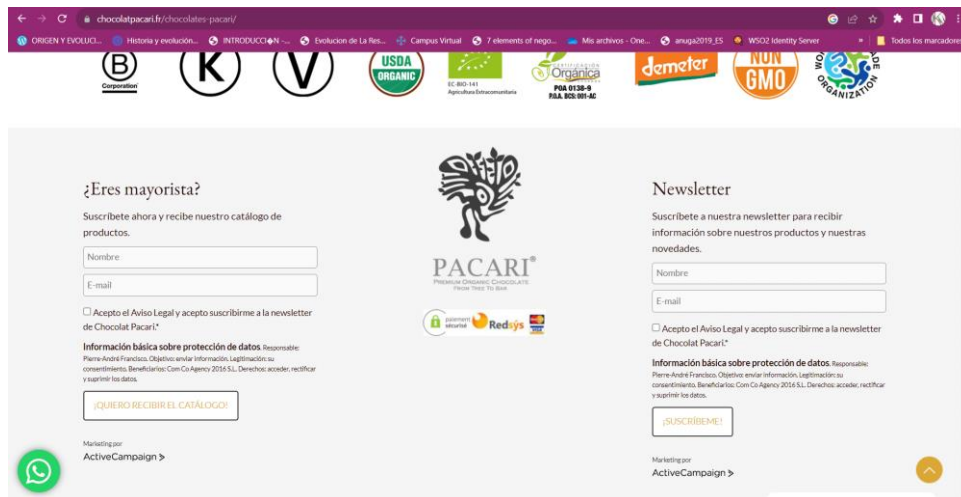 chocolatpacari.fr/chocolates-pacari/
ORIGEN Y EVOLUCI...
Historia y evolución...
INTRODUCCI�N -...
Evolucion de La Res...
Campus Virtual
7 elements of nego...
Mis archivos - One...
anuga2019_ES
WSO2 Identity Server
»
Todos los marcadores
B
Corporation
K
V
USDA
ORGANIC
EC-BIO-141
Agricultura Extracomunitaria
CERTIFICACIÓN
Orgánica
POA 0138-9
P.O.A. BCS: 001-AC
demeter
NON
GMO
ORGANIZATION
¿Eres mayorista?
Suscríbete ahora y recibe nuestro catálogo de
productos.
Nombre
E-mail
Acepto el Aviso Legal y acepto suscribirme a la newsletter
de Chocolat Pacari.*
Información básica sobre protección de datos. Responsable:
Pierre-André Francisco. Objetivo: enviar información. Legitimación: su
consentimiento. Beneficiarios: Com Co Agency 2016 S.L. Derechos: acceder, rectificar
y suprimir los datos.
¡QUIERO RECIBIR EL CATÁLOGO!
Marketing por
ActiveCampaign >
PACARI®
PREMIUM ORGANIC CHOCOLATE
FROM TREE TO BAR
paiement
sécurisé
Redsýs
VISA
Newsletter
Suscríbete a nuestra newsletter para recibir
información sobre nuestros productos y nuestras
novedades.
Nombre
E-mail
Acepto el Aviso Legal y acepto suscribirme a la newsletter
de Chocolat Pacari.*
Información básica sobre protección de datos. Responsable:
Pierre-André Francisco. Objetivo: enviar información. Legitimación: su
consentimiento. Beneficiarios: Com Co Agency 2016 S.L. Derechos: acceder, rectificar
y suprimir los datos.
¡SUSCRÍBEME!
Marketing por
ActiveCampaign >